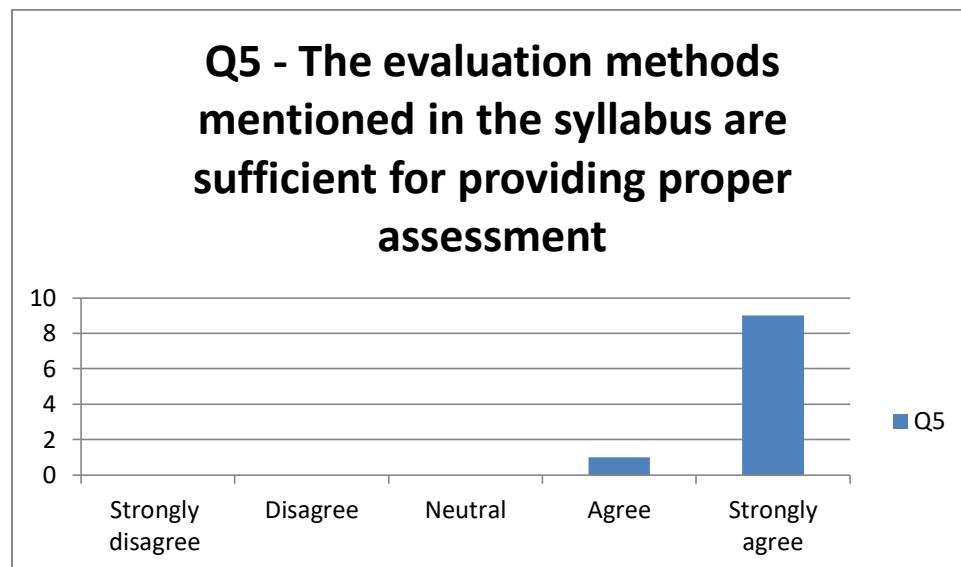 Q5 - The evaluation methods
mentioned in the syllabus are
sufficient for providing proper
assessment
10
8
6
4
2
0
Strongly
disagree
Disagree
Neutral
Agree
Strongly
agree
Q5